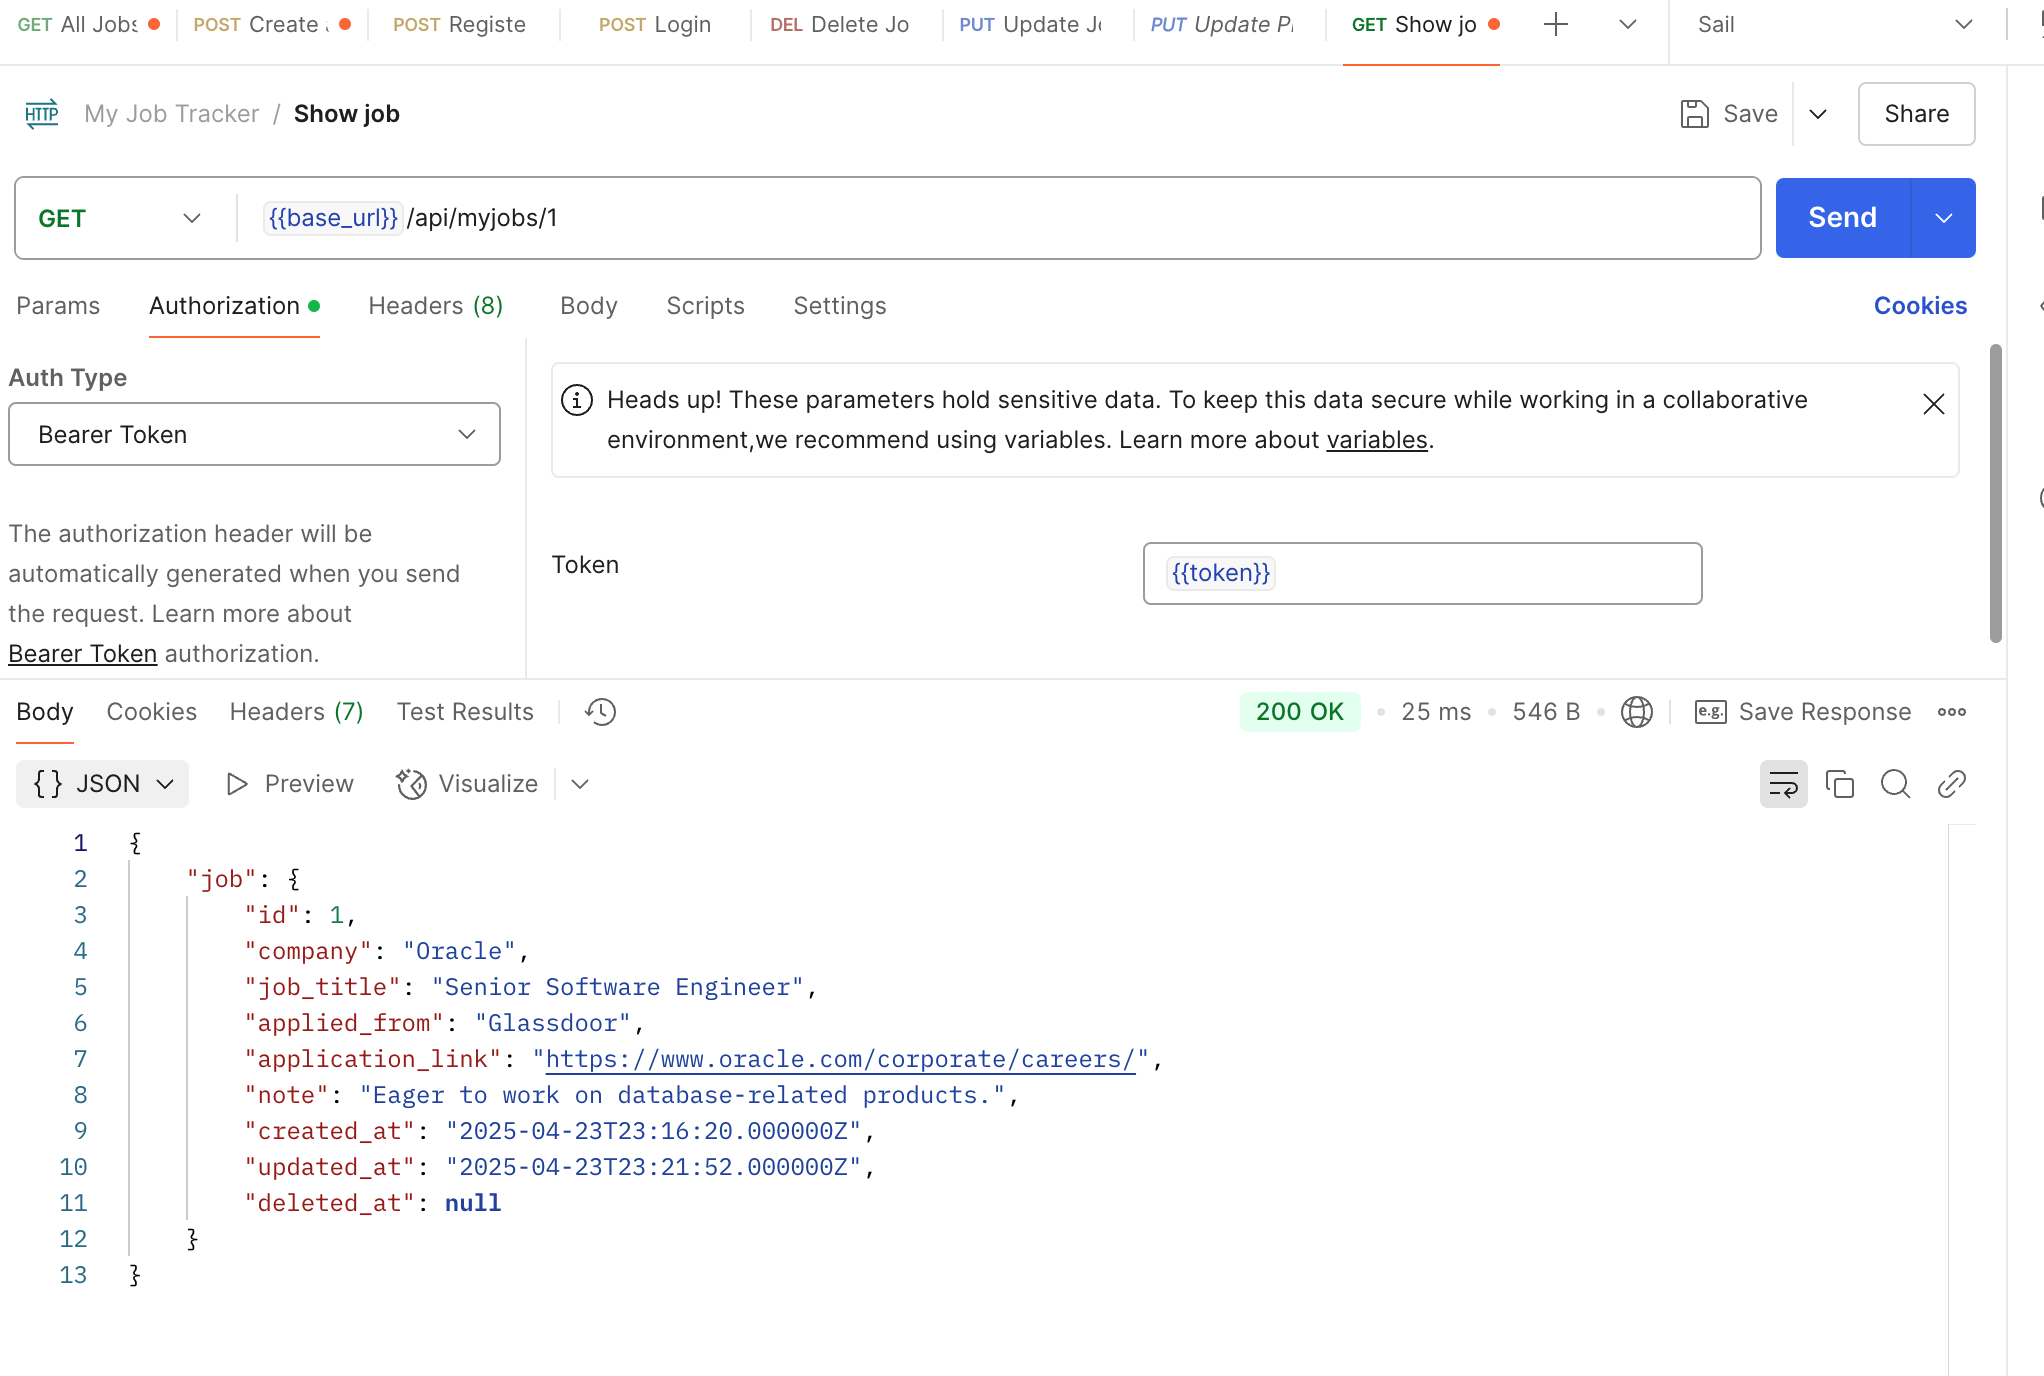 GET All Jobs POST Create POST Registe POST Login DEL Delete Jo PUT Update Jo PUT Update Pr GET Show jo Sail
HTTP My Job Tracker / Show job Save Share
GET {{base_url}}/api/myjobs/1 Send
Params Authorization Headers (8) Body Scripts Settings Cookies
Auth Type
Bearer Token
The authorization header will be
automatically generated when you send
the request. Learn more about
Bearer Token authorization.
Heads up! These parameters hold sensitive data. To keep this data secure while working in a collaborative
environment,we recommend using variables. Learn more about variables.
Token {{token}}
Body Cookies Headers (7) Test Results 200 OK • 25 ms • 546 B • e.g. Save Response
{} JSON Preview Visualize
1 {
2 "job": {
3 "id": 1,
4 "company": "Oracle",
5 "job_title": "Senior Software Engineer",
6 "applied_from": "Glassdoor",
7 "application_link": "https://www.oracle.com/corporate/careers/",
8 "note": "Eager to work on database-related products.",
9 "created_at": "2025-04-23T23:16:20.000000Z",
10 "updated_at": "2025-04-23T23:21:52.000000Z",
11 "deleted_at": null
12 }
13 }